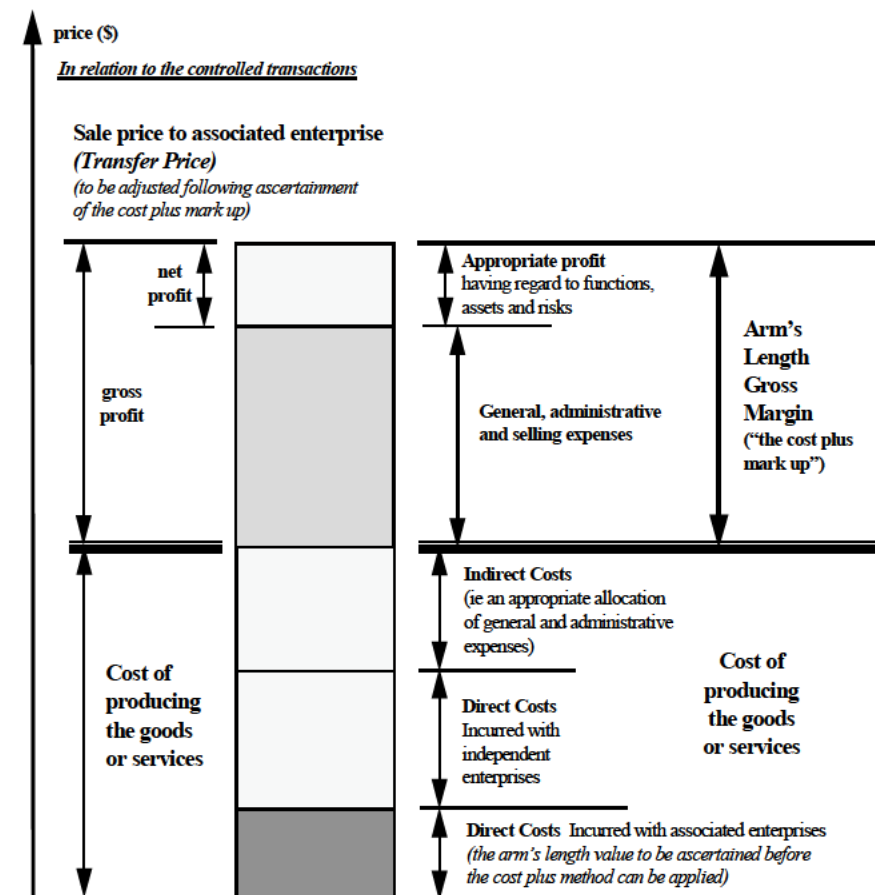 price ($)
In relation to the controlled transactions
Sale price to associated enterprise
(Transfer Price)
(to be adjusted following ascertainment
of the cost plus mark up)
net
profit
gross
profit
Appropriate profit
having regard to functions,
assets and risks
General, administrative
and selling expenses
Arm's
Length
Gross
Margin
(“the cost plus
mark up”)
Cost of
producing
the goods
or services
Indirect Costs
(ie an appropriate allocation
of general and administrative
expenses)
Direct Costs
Incurred with
independent
enterprises
Cost of
producing
the goods
or services
Direct Costs Incurred with associated enterprises
(the arm's length value to be ascertained before
the cost plus method can be applied)